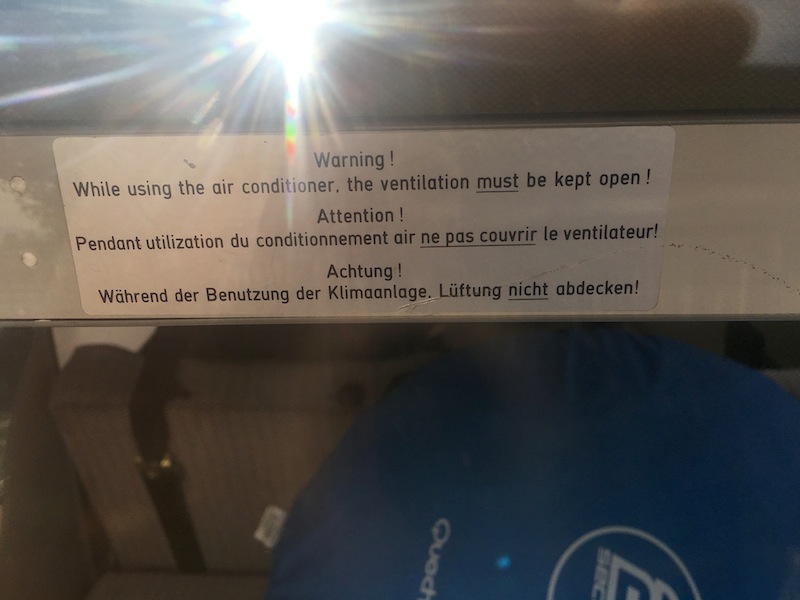 Warning !
While using the air conditioner, the ventilation must be kept open !
Attention !
Pendant utilization du conditionnement air ne pas couvrir le ventilateur!
Achtung !
Während der Benutzung der Klimaanlage, Lüftung nicht abdecken!